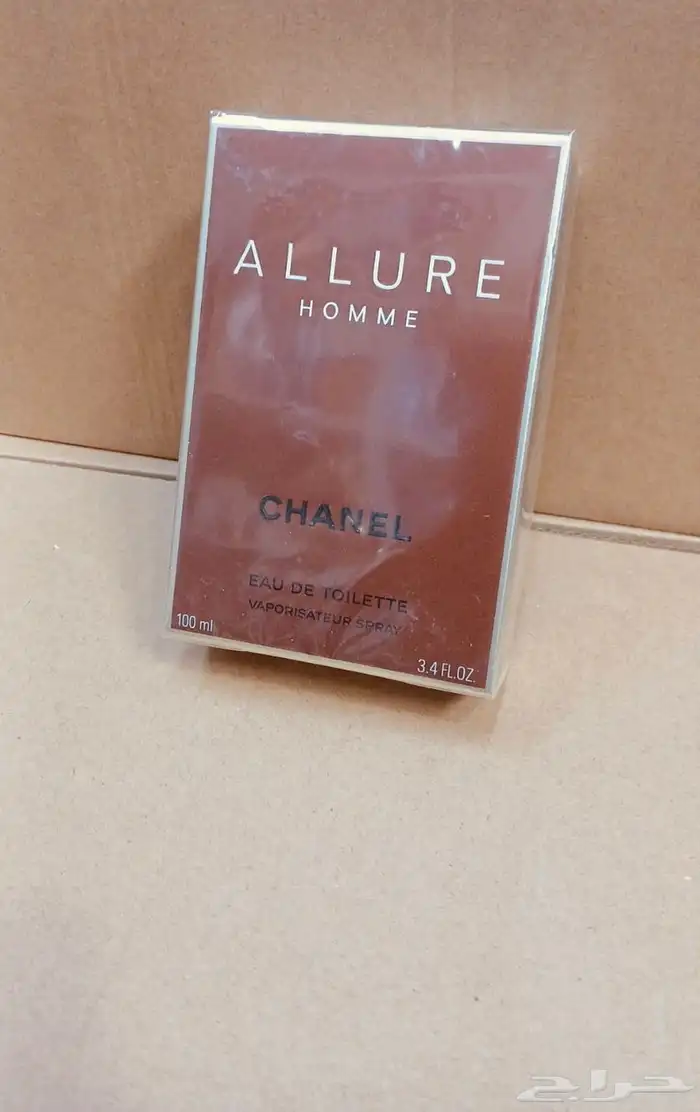 ALLURE
HOMME
CHANEL
EAU DE TOILETTE
VAPORISATEUR SPRAY
100 ml
3.4 FL.OZ.
حراج